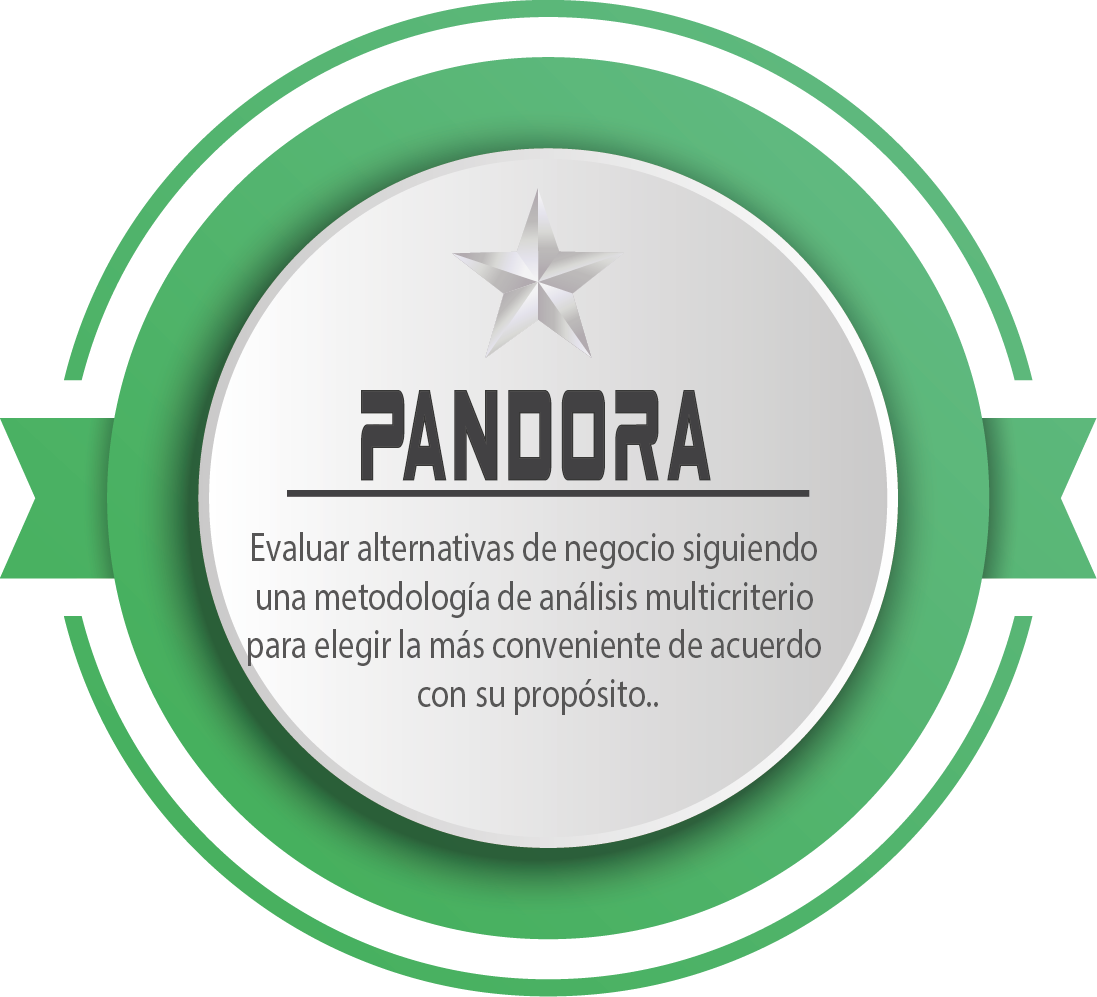 PANDORA
Evaluar alternativas de negocio siguiendo
una metodología de análisis multicriterio
para elegir la más conveniente de acuerdo
con su propósito..